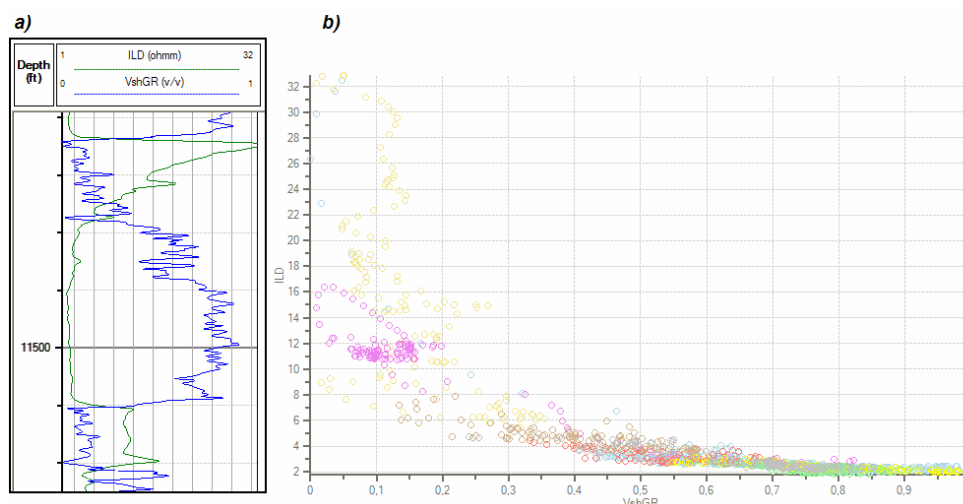 a)
b)
Depth (ft)
1 ILD (ohmm) 32
0 VshGR (v/v) 1
11500
32
30
28
26
24
22
20
18
16
14
12
10
8
6
4
2
ILD
0 0,1 0,2 0,3 0,4 0,5 0,6 0,7 0,8 0,9
VshGR